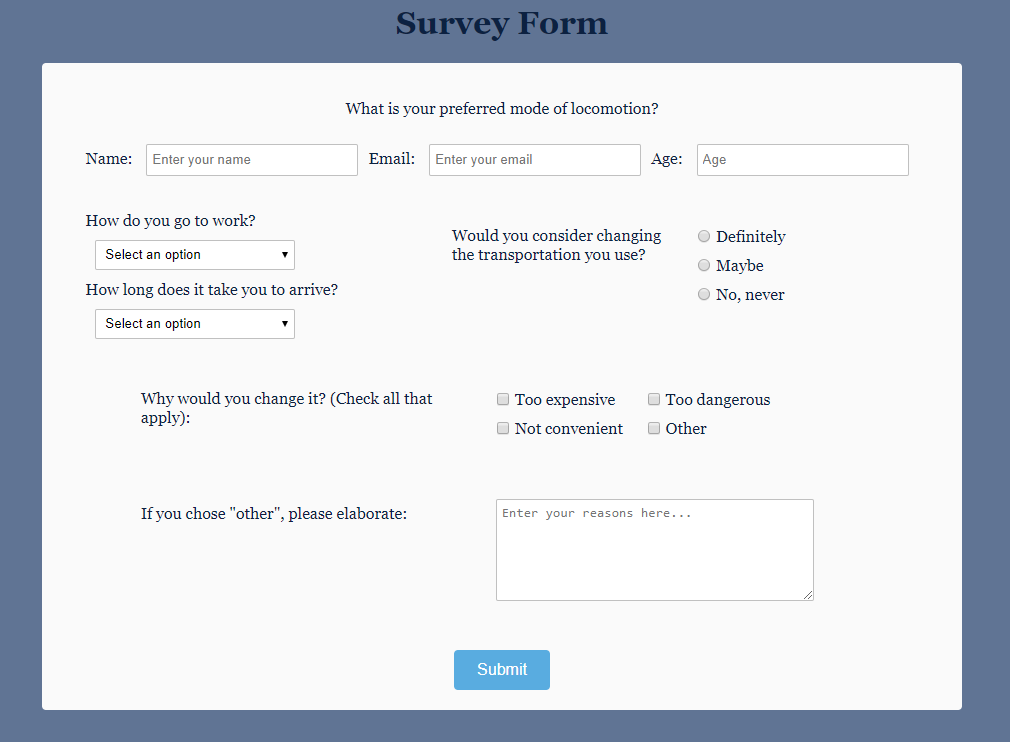 Survey Form
What is your preferred mode of locomotion?
Name: Enter your name Email: Enter your email Age: Age
How do you go to work?
Select an option
How long does it take you to arrive?
Select an option
Would you consider changing
the transportation you use?
Definitely
Maybe
No, never
Why would you change it? (Check all that
apply):
Too expensive Too dangerous
Not convenient Other
If you chose "other", please elaborate:
Enter your reasons here...
Submit